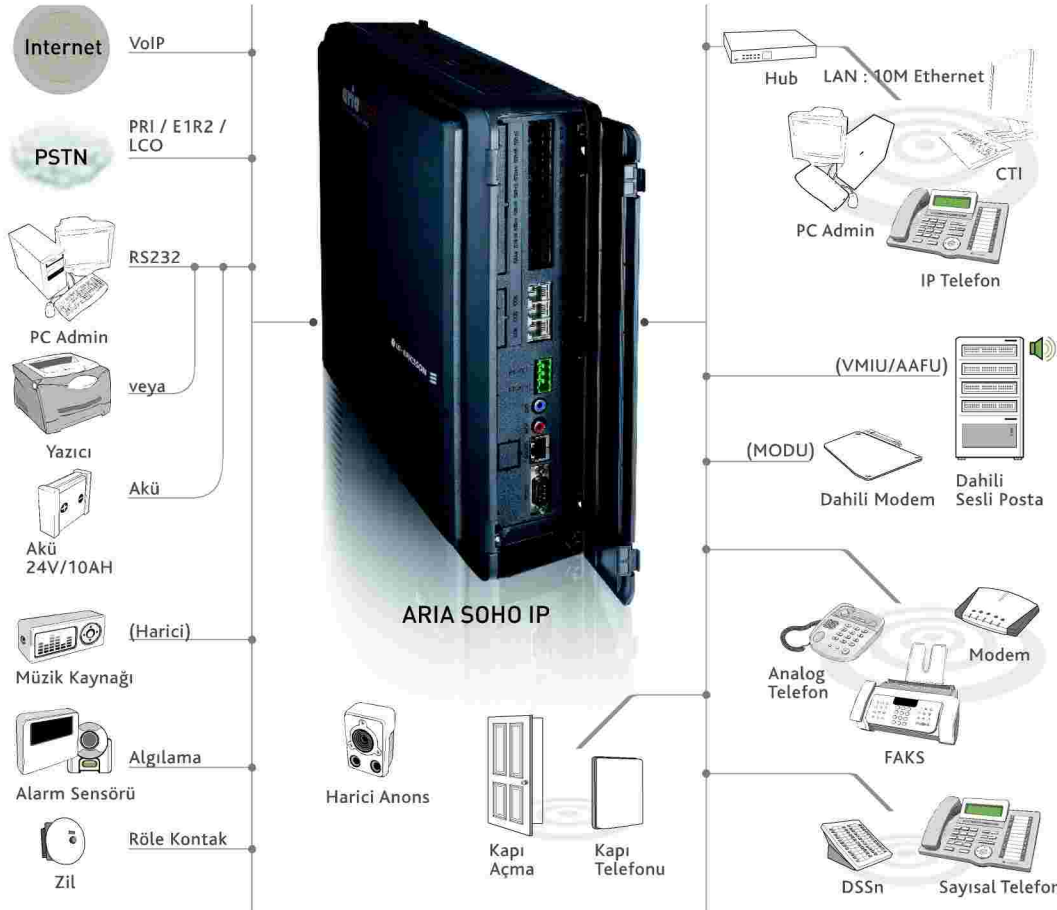 Internet
VoIP
PRI / E1R2 /
LCO
PSTN
RS232
PC Admin
veya
Yazıcı
Akü
Akü
24V/10AH
(Harici)
Müzik Kaynağı
Algılama
Alarm Sensörü
Röle Kontak
Zil
aria
LG-ERICSSON
ARIA SOHO IP
Harici Anons
Kapı
Açma
Kapı
Telefonu
Hub
LAN : 10M Ethernet
CTI
PC Admin
IP Telefon
(VMIU/AAFU)
(MODU)
Dahili Modem
Dahili
Sesli Posta
Analog
Telefon
Modem
FAKS
DSSn
Sayısal Telefon